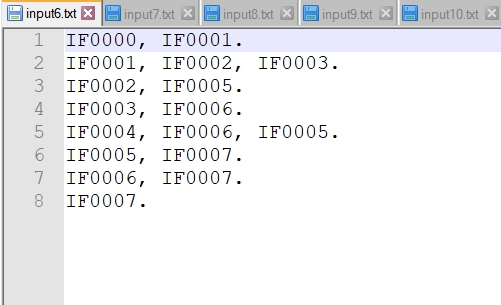 input6.txt input7.txt input8.txt input9.txt input10.txt
1 IF0000, IF0001.
2 IF0001, IF0002, IF0003.
3 IF0002, IF0005.
4 IF0003, IF0006.
5 IF0004, IF0006, IF0005.
6 IF0005, IF0007.
7 IF0006, IF0007.
8 IF0007.